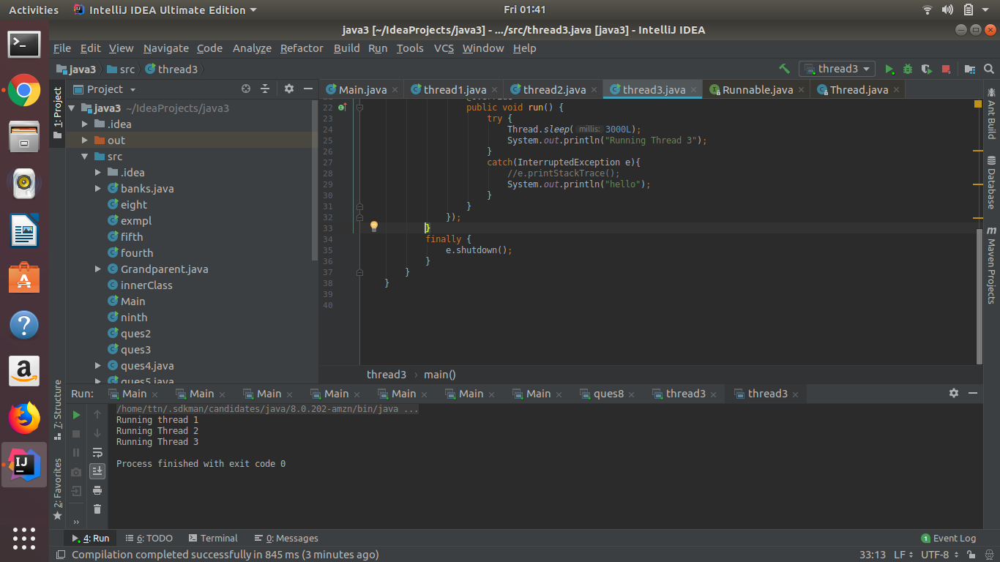 Activities IntelliJ IDEA Ultimate Edition Fri 01:41
java3 [~/IdeaProjects/java3] - .../src/thread3.java [java3] - IntelliJ IDEA
File Edit View Navigate Code Analyze Refactor Build Run Tools VCS Window Help
java3 src thread3 thread3
Project Main.java thread1.java thread2.java thread3.java Runnable.java Thread.java
1: Project
java3 ~/IdeaProjects/java3
.idea
out
src
.idea
banks.java
eight
exmpl
fifth
fourth
Grandparent.java
innerClass
Main
ninth
ques2
ques3
ques4.java
ques5.java
22 public void run() {
23 try {
24 Thread.sleep( millis: 3000L);
25 System.out.println("Running Thread 3");
26 }
27 catch(InterruptedException e){
28 //e.printStackTrace();
29 System.out.println("hello");
30 }
31 }
32 });
33 }
34 finally {
35 e.shutdown();
36 }
37 }
38 }
39
40
thread3 › main()
Ant Build
Database
Maven Projects
Run: Main Main Main Main Main Main Main ques8 thread3 thread3
7: Structure
2: Favorites
/home/ttn/.sdkman/candidates/java/8.0.202-amzn/bin/java ...
Running thread 1
Running Thread 2
Running Thread 3
Process finished with exit code 0
4: Run 6: TODO Terminal 0: Messages 1 Event Log
Compilation completed successfully in 845 ms (3 minutes ago) 33:13 LF UTF-8